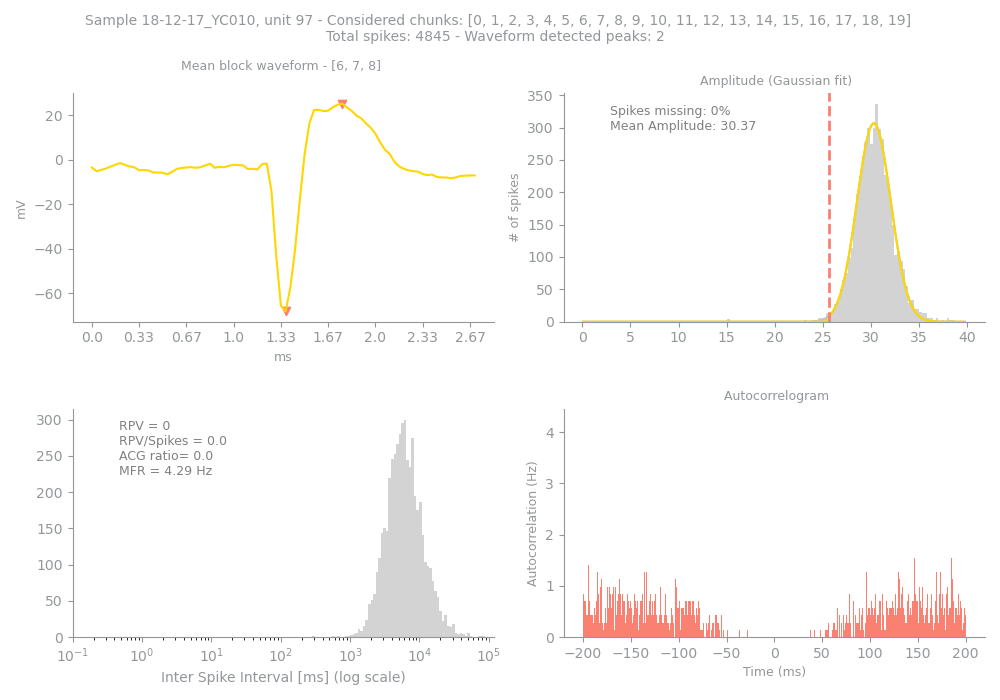 Sample 18-12-17_YC010, unit 97 - Considered chunks: [0, 1, 2, 3, 4, 5, 6, 7, 8, 9, 10, 11, 12, 13, 14, 15, 16, 17, 18, 19]
Total spikes: 4845 - Waveform detected peaks: 2
Mean block waveform - [6, 7, 8]
20
0
−20
−40
−60
mV
0.0 0.33 0.67 1.0 1.33 1.67 2.0 2.33 2.67
ms
Amplitude (Gaussian fit)
Spikes missing: 0%
Mean Amplitude: 30.37
350
300
250
200
150
100
50
0
# of spikes
0 5 10 15 20 25 30 35 40
RPV = 0
RPV/Spikes = 0.0
ACG ratio= 0.0
MFR = 4.29 Hz
300
250
200
150
100
50
0
10⁻¹ 10⁰ 10¹ 10² 10³ 10⁴ 10⁵
Inter Spike Interval [ms] (log scale)
Autocorrelogram
4
3
2
1
0
Autocorrelation (Hz)
−200 −150 −100 −50 0 50 100 150 200
Time (ms)